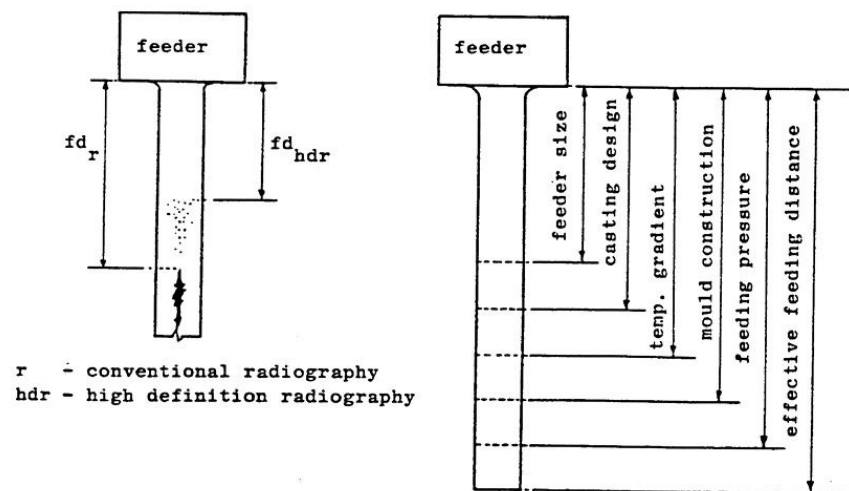 feeder
fd r
fd hdr
r - conventional radiography
hdr - high definition radiography
feeder
feeder size
casting design
temp. gradient
mould construction
feeding pressure
effective feeding distance